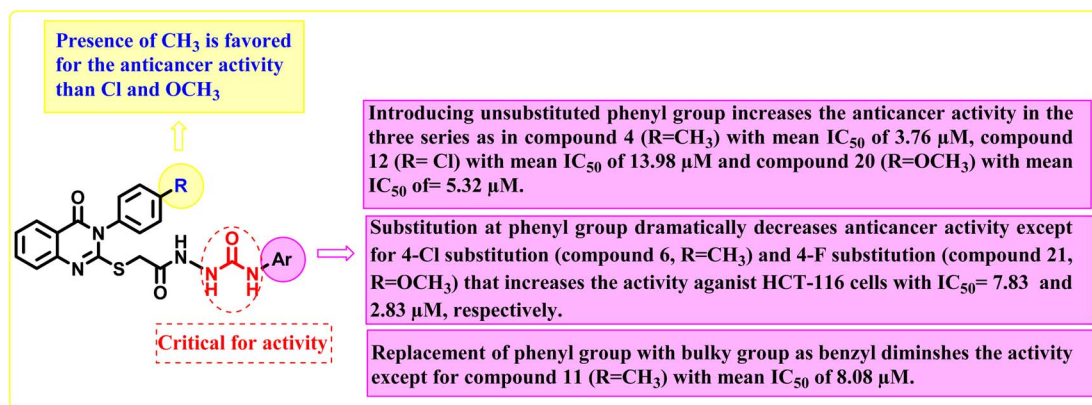 Presence of CH3 is favored
for the anticancer activity
than Cl and OCH3
Introducing unsubstituted phenyl group increases the anticancer activity in the
three series as in compound 4 (R=CH3) with mean IC50 of 3.76 µM, compound
12 (R= Cl) with mean IC50 of 13.98 µM and compound 20 (R=OCH3) with mean
IC50 of= 5.32 µM.
R
O
N
N
S
O
H
N
N
H
O
N
H
Ar
Substitution at phenyl group dramatically decreases anticancer activity except
for 4-Cl substitution (compound 6, R=CH3) and 4-F substitution (compound 21,
R=OCH3) that increases the activity aganist HCT-116 cells with IC50= 7.83 and
2.83 µM, respectively.
Critical for activity
Replacement of phenyl group with bulky group as benzyl diminshes the activity
except for compound 11 (R=CH3) with mean IC50 of 8.08 µM.